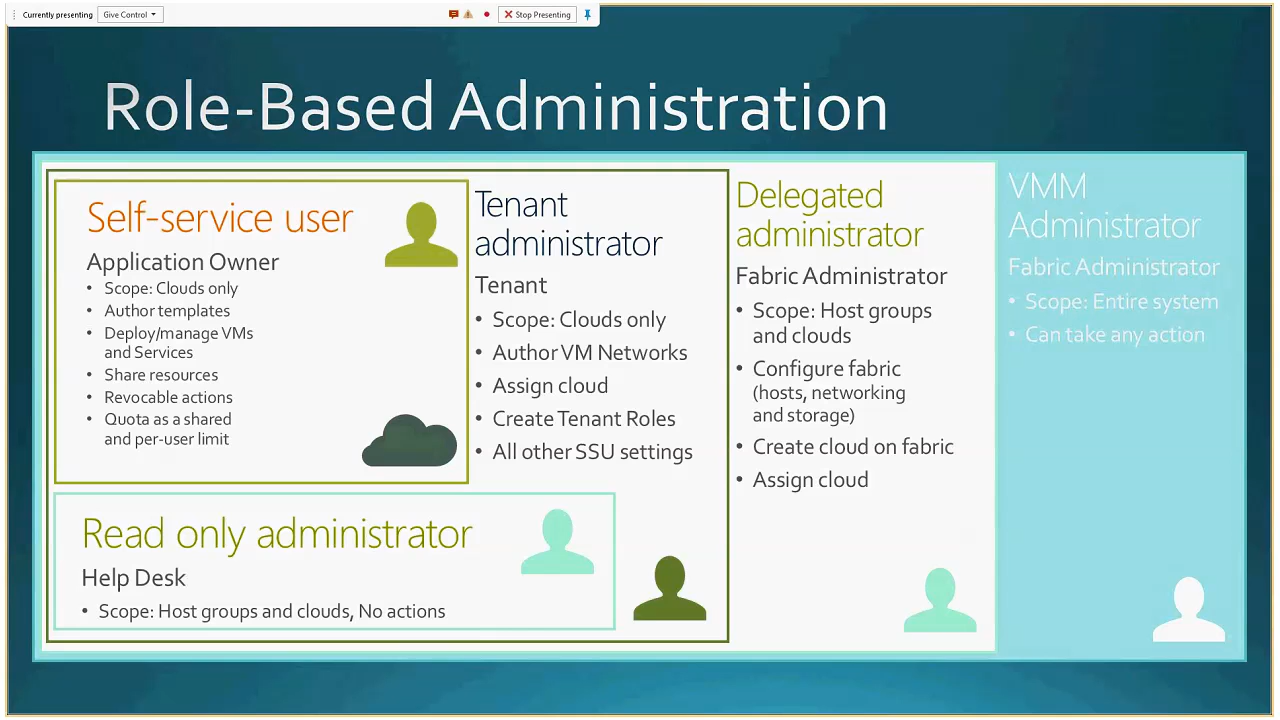 Currently presenting
Give Control
Stop Presenting
Role-Based Administration
Self-service user
Application Owner
• Scope: Clouds only
• Author templates
• Deploy/manage VMs
and Services
• Share resources
• Revocable actions
• Quota as a shared
and per-user limit
Read only administrator
Help Desk
• Scope: Host groups and clouds, No actions
Tenant
administrator
Tenant
• Scope: Clouds only
• Author VM Networks
• Assign cloud
• Create Tenant Roles
• All other SSU settings
Delegated
administrator
Fabric Administrator
• Scope: Host groups
and clouds
• Configure fabric
(hosts, networking
and storage)
• Create cloud on fabric
• Assign cloud
VMM
Administrator
Fabric Administrator
• Scope: Entire system
• Can take any action